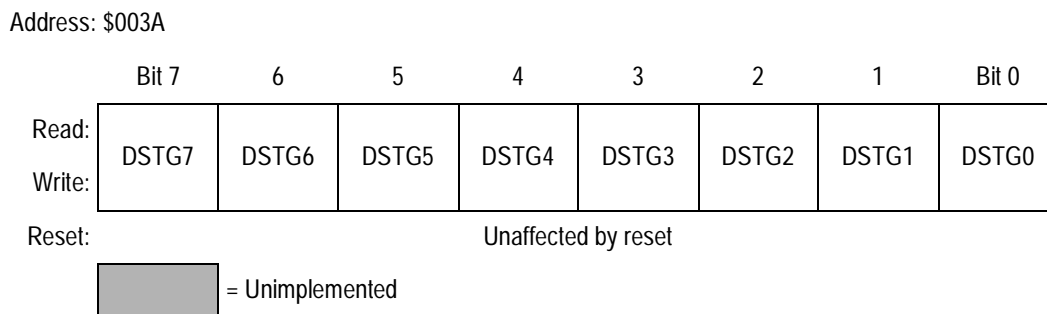 Address: $003A
Bit 7 6 5 4 3 2 1 Bit 0
Read:
DSTG7 DSTG6 DSTG5 DSTG4 DSTG3 DSTG2 DSTG1 DSTG0
Write:
Reset: Unaffected by reset
= Unimplemented